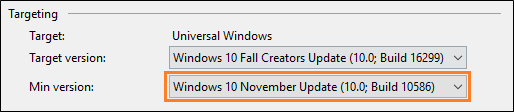 Targeting
Target: Universal Windows
Target version: Windows 10 Fall Creators Update (10.0; Build 16299)
Min version: Windows 10 November Update (10.0; Build 10586)